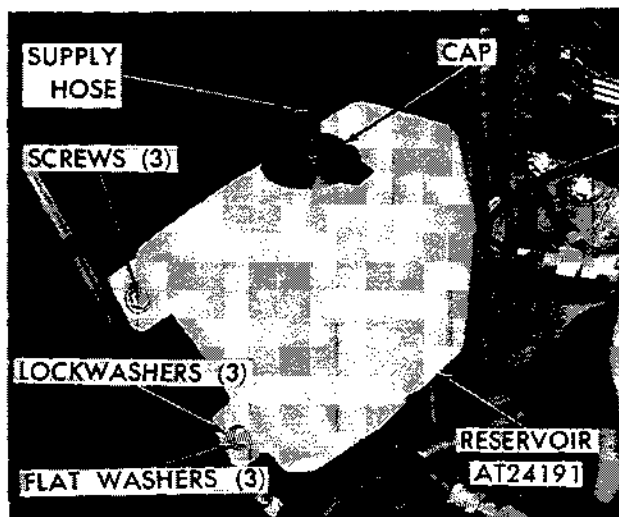 SUPPLY
HOSE
CAP
SCREWS (3)
LOCKWASHERS (3)
FLAT WASHERS (3)
RESERVOIR
AT24191